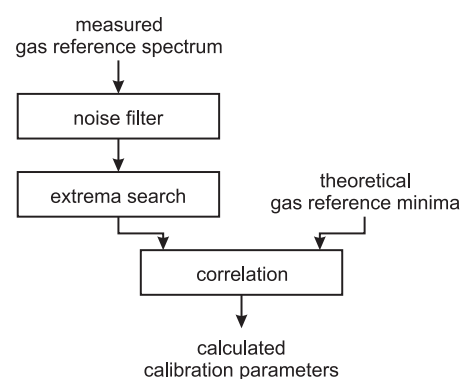 measured
gas reference spectrum
noise filter
extrema search
theoretical
gas reference minima
correlation
calculated
calibration parameters